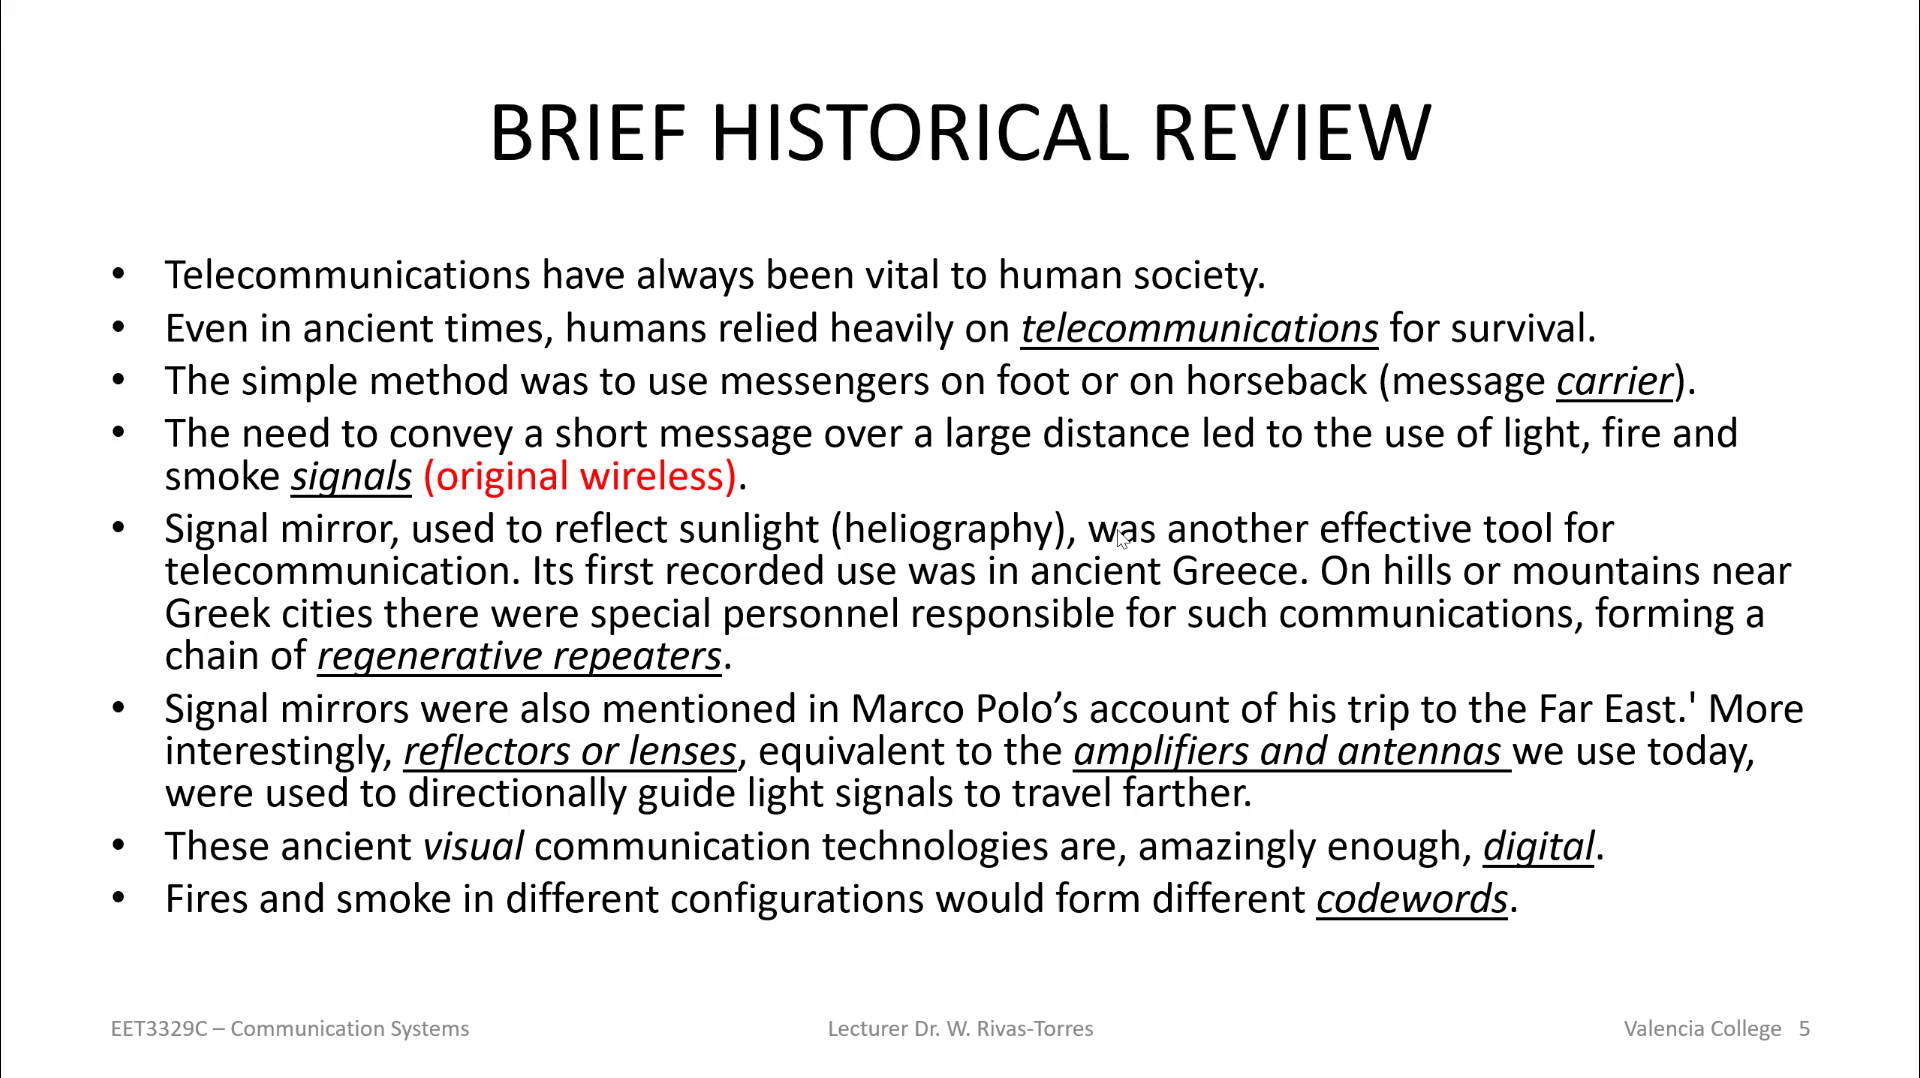 BRIEF HISTORICAL REVIEW
• Telecommunications have always been vital to human society.
• Even in ancient times, humans relied heavily on telecommunications for survival.
• The simple method was to use messengers on foot or on horseback (message carrier).
• The need to convey a short message over a large distance led to the use of light, fire and
smoke signals (original wireless).
• Signal mirror, used to reflect sunlight (heliography), was another effective tool for
telecommunication. Its first recorded use was in ancient Greece. On hills or mountains near
Greek cities there were special personnel responsible for such communications, forming a
chain of regenerative repeaters.
• Signal mirrors were also mentioned in Marco Polo’s account of his trip to the Far East.' More
interestingly, reflectors or lenses, equivalent to the amplifiers and antennas we use today,
were used to directionally guide light signals to travel farther.
• These ancient visual communication technologies are, amazingly enough, digital.
• Fires and smoke in different configurations would form different codewords.
EET3329C – Communication Systems
Lecturer Dr. W. Rivas-Torres
Valencia College 5